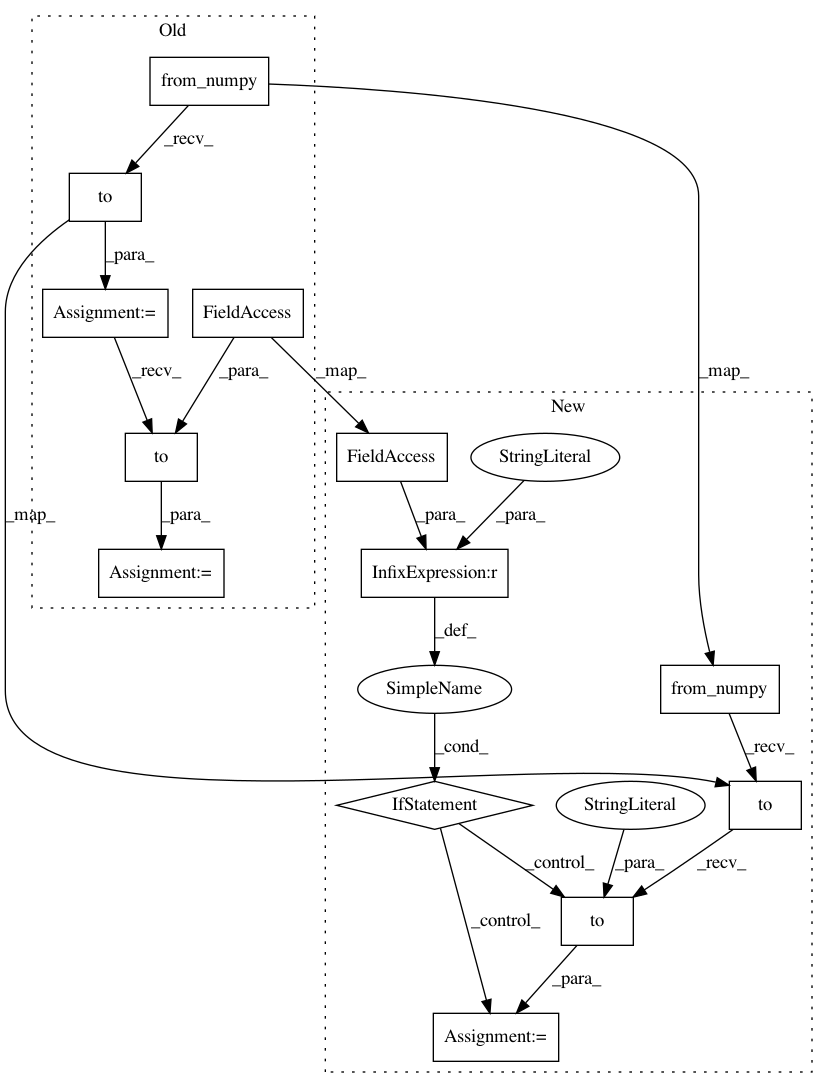 Old
from_numpy
_recv_
to
_para_
Assignment:=
FieldAccess
_recv_
_para_
_map_
_map_
New
to
FieldAccess
StringLiteral
_map_
_para_
_para_
_para_
Assignment:=
InfixExpression:r
_def_
SimpleName
from_numpy
_cond_
_recv_
IfStatement
StringLiteral
to
_control_
_para_
_recv_
to
_control_
_para_
Assignment:=